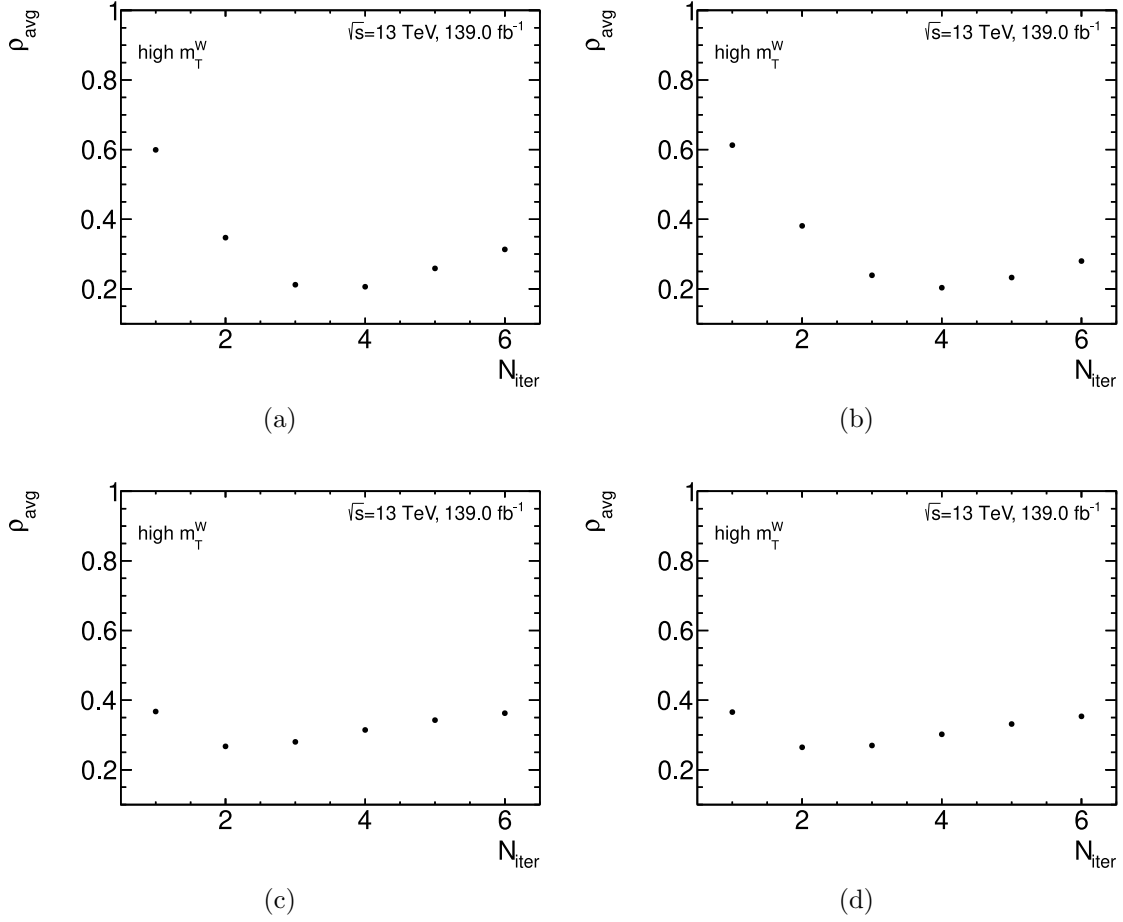 ρavg
1
√s=13 TeV, 139.0 fb⁻¹
high m_T^W
0.8
0.6
0.4
0.2
2
4
6
N_iter
(a)
ρavg
1
√s=13 TeV, 139.0 fb⁻¹
high m_T^W
0.8
0.6
0.4
0.2
2
4
6
N_iter
(b)
ρavg
1
√s=13 TeV, 139.0 fb⁻¹
high m_T^W
0.8
0.6
0.4
0.2
2
4
6
N_iter
(c)
ρavg
1
√s=13 TeV, 139.0 fb⁻¹
high m_T^W
0.8
0.6
0.4
0.2
2
4
6
N_iter
(d)